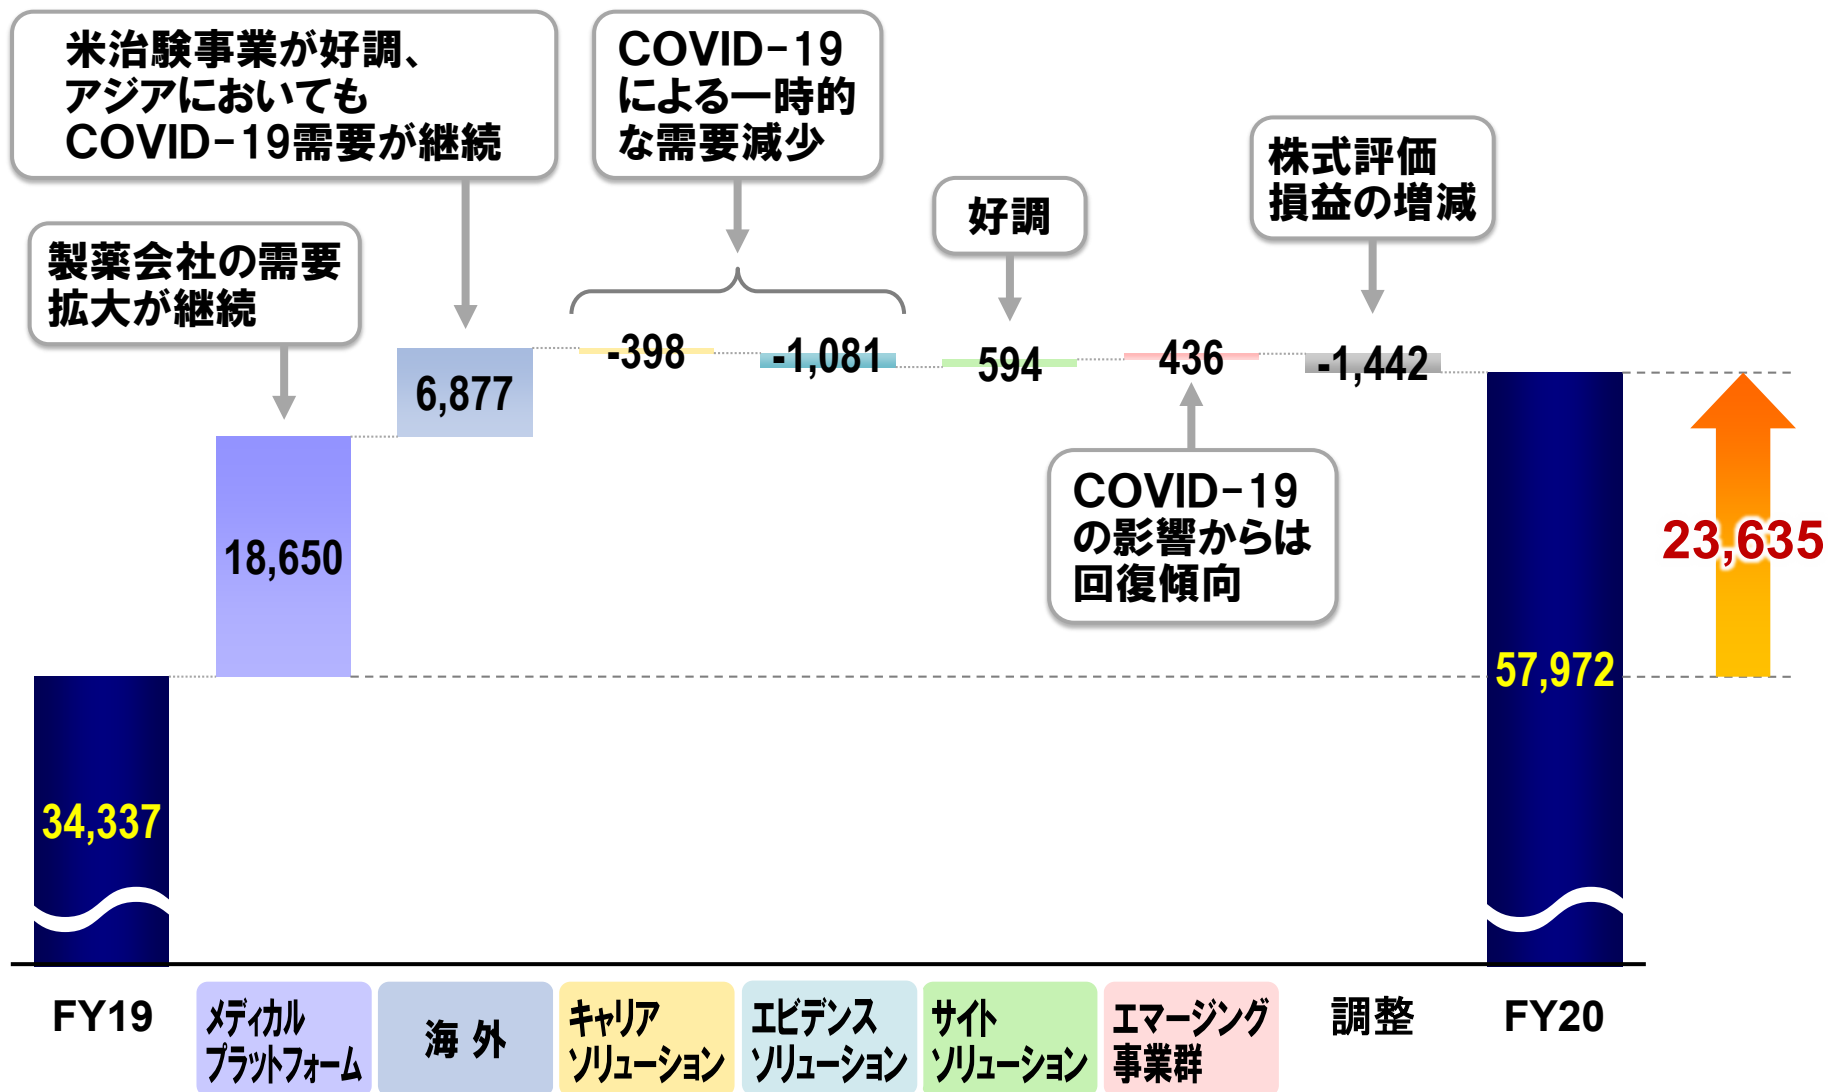 米治験事業が好調、
アジアにおいても
COVID-19需要が継続
COVID-19
による一時的
な需要減少
株式評価
損益の増減
好調
製薬会社の需要
拡大が継続
-398
-1,081
594
436
-1,442
6,877
18,650
COVID-19
の影響からは
回復傾向
23,635
57,972
34,337
FY19
メディカル
プラットフォーム
海 外
キャリア
ソリューション
エビデンス
ソリューション
サイト
ソリューション
エマージング
事業群
調整
FY20